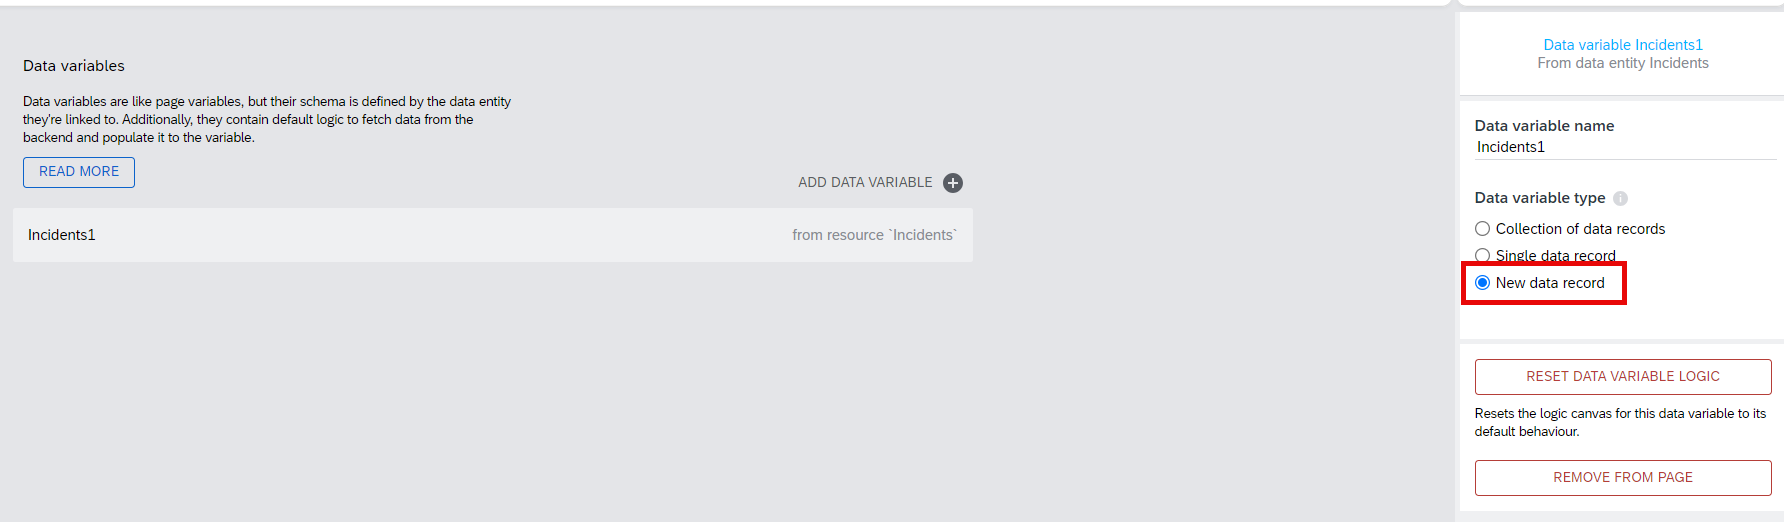 Data variables
Data variables are like page variables, but their schema is defined by the data entity
they're linked to. Additionally, they contain default logic to fetch data from the
backend and populate it to the variable.
READ MORE
ADD DATA VARIABLE
Incidents1
from resource `Incidents`
Data variable Incidents1
From data entity Incidents
Data variable name
Incidents1
Data variable type
Collection of data records
Single data record
New data record
RESET DATA VARIABLE LOGIC
Resets the logic canvas for this data variable to its
default behaviour.
REMOVE FROM PAGE